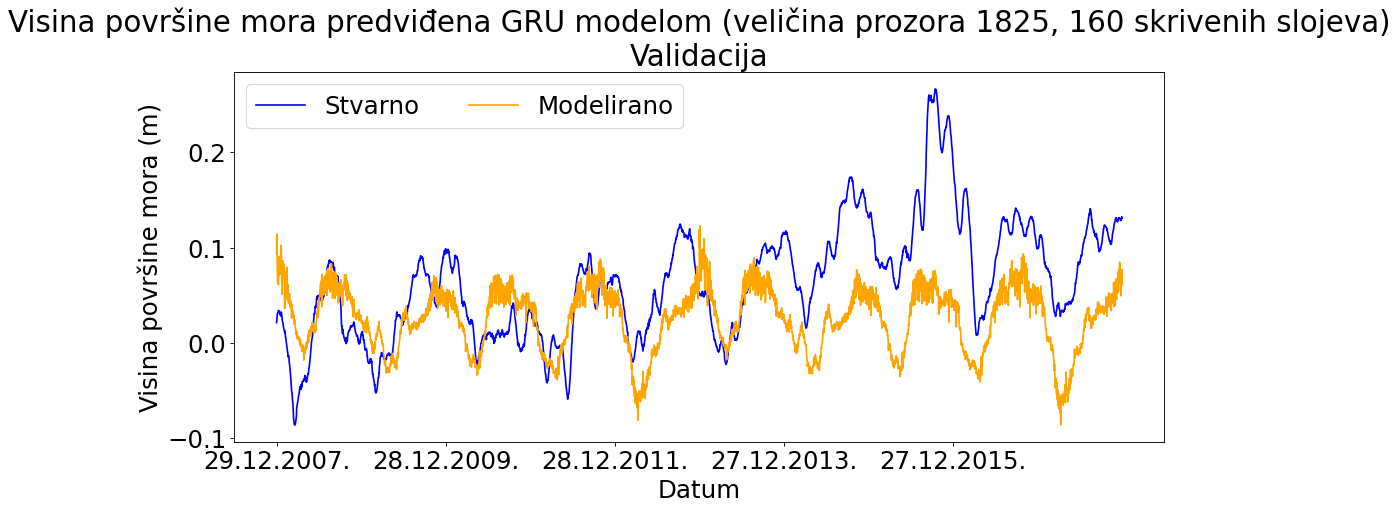 Visina površine mora predviđena GRU modelom (veličina prozora 1825, 160 skrivenih slojeva)
Validacija
Stvarno
Modelirano
Visina površine mora (m)
0.2
0.1
0.0
−0.1
29.12.2007.
28.12.2009.
28.12.2011.
27.12.2013.
27.12.2015.
Datum